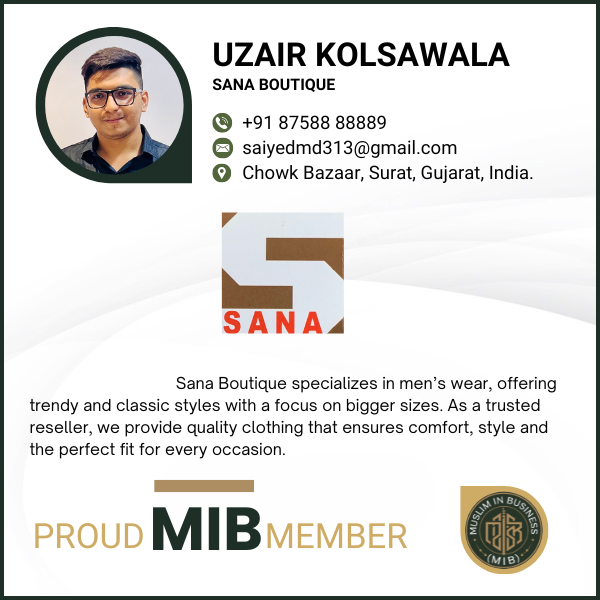 UZAIR KOLSAWALA
SANA BOUTIQUE
+91 87588 88889
saiyedmd313@gmail.com
Chowk Bazaar, Surat, Gujarat, India.
SANA
Sana Boutique specializes in men’s wear, offering
trendy and classic styles with a focus on bigger sizes. As a trusted
reseller, we provide quality clothing that ensures comfort, style and
the perfect fit for every occasion.
PROUD MIB MEMBER
MUSLIM IN BUSINESS
(MIB)